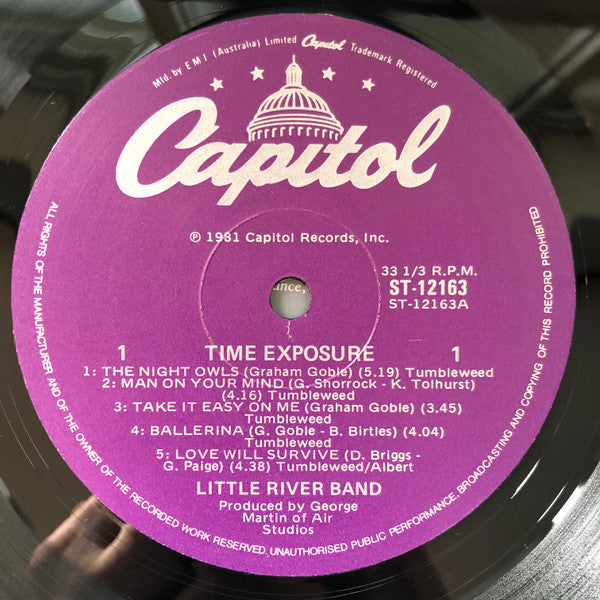 Mfd. by E M I (Australia) Limited Capitol Trademark Registered
Capitol
℗ 1981 Capitol Records, Inc.
33 1/3 R.P.M.
ST-12163
ST-12163A
ance,
1 TIME EXPOSURE 1
1: THE NIGHT OWLS (Graham Goble) (5.19) Tumbleweed
2: MAN ON YOUR MIND (G. Shorrock - K. Tolhurst)
(4.16) Tumbleweed
3: TAKE IT EASY ON ME (Graham Goble) (3.45)
Tumbleweed
4: BALLERINA (G. Goble - B. Birtles) (4.04)
Tumbleweed
5: LOVE WILL SURVIVE (D. Briggs -
G. Paige) (4.38) Tumbleweed/Albert
LITTLE RIVER BAND
Produced by George
Martin of Air
Studios
ALL RIGHTS OF THE MANUFACTURER AND OF THE OWNER OF THE RECORDED WORK RESERVED. UNAUTHORISED PUBLIC PERFORMANCE, BROADCASTING AND COPYING OF THIS RECORD PROHIBITED